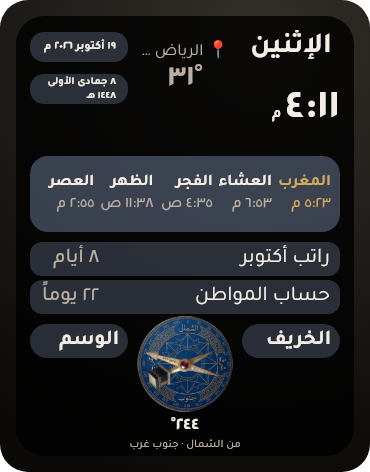 الإثنين
٤:١١ م
📍 الرياض ...
٣١°
١٩ أكتوبر ٢٠٢٦ م
٨ جمادى الأولى
١٤٤٨ هـ
المغرب العشاء الفجر الظهر العصر
٥:٢٣ م ٦:٥٣ م ٤:٣٥ ص ١١:٣٨ ص ٢:٥٥ م
راتب أكتوبر ٨ أيام
حساب المواطن ٢٢ يوماً
الخريف
الوسم
الشمال
جنوب
٢٤٤°
من الشمال · جنوب غرب